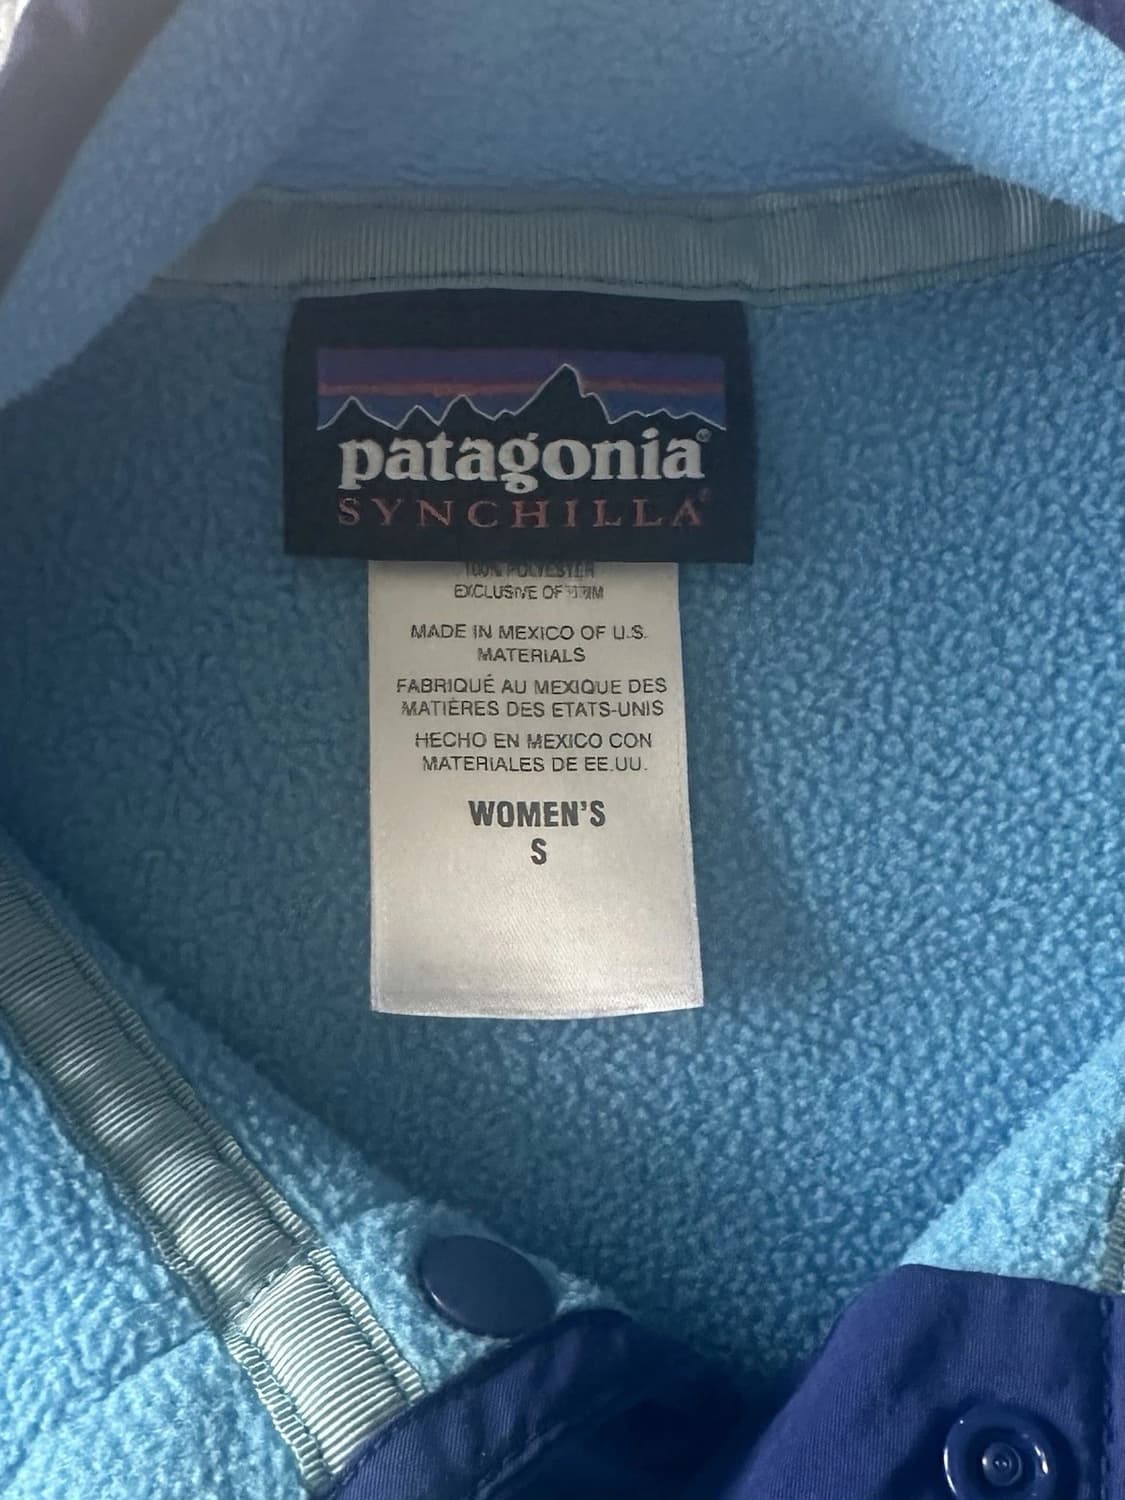 patagonia®
SYNCHILLA®
100% POLYESTER
EXCLUSIVE OF TRIM
MADE IN MEXICO OF U.S.
MATERIALS
FABRIQUÉ AU MEXIQUE DES
MATIÈRES DES ETATS-UNIS
HECHO EN MEXICO CON
MATERIALES DE EE.UU.
WOMEN'S
S